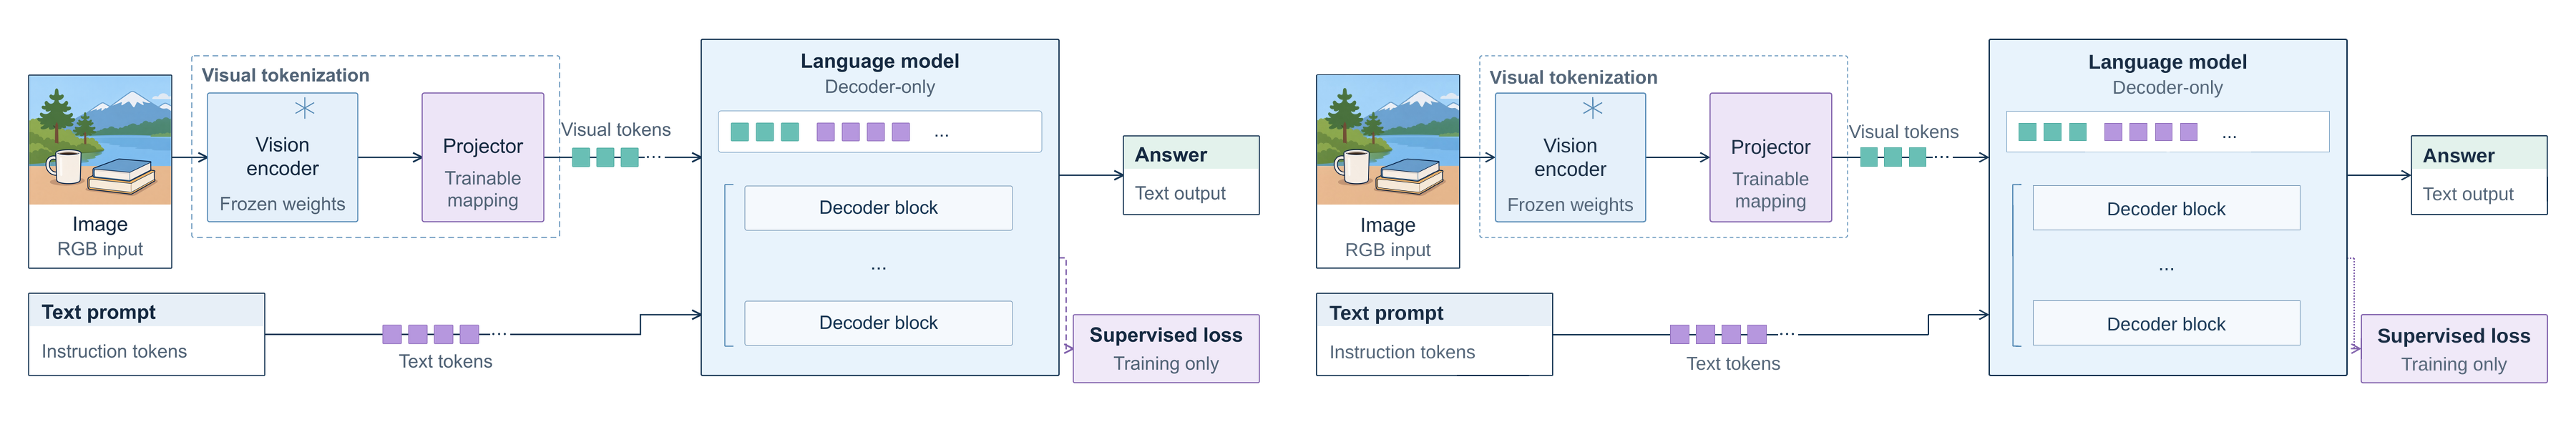 Visual tokenization
Vision
encoder
Frozen weights
Projector
Trainable
mapping
Image
RGB input
Visual tokens
...
Text prompt
Instruction tokens
...
Text tokens
Language model
Decoder-only
...
Decoder block
...
Decoder block
Answer
Text output
Supervised loss
Training only
Visual tokenization
Vision
encoder
Frozen weights
Projector
Trainable
mapping
Image
RGB input
Visual tokens
...
Text prompt
Instruction tokens
...
Text tokens
Language model
Decoder-only
...
Decoder block
...
Decoder block
Answer
Text output
Supervised loss
Training only